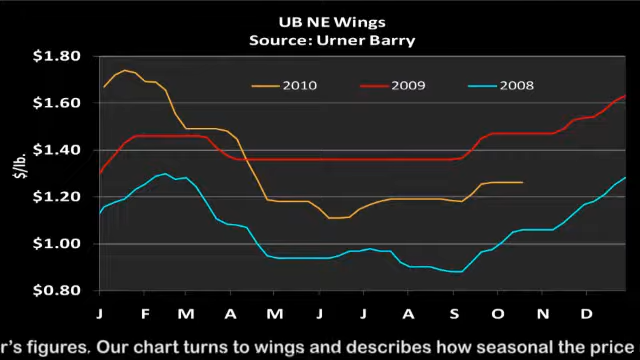 UB NE Wings
Source: Urner Barry
$1.80
2010 2009 2008
$1.60
$1.40
$/lb.
$1.20
$1.00
$0.80
J F M A M J J A S O N D
r's figures. Our chart turns to wings and describes how seasonal the price